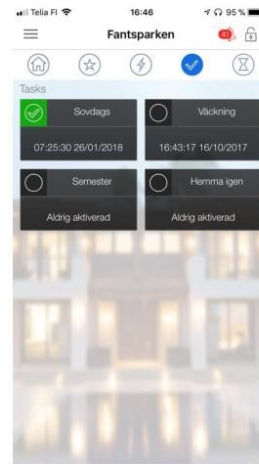 Telia FI 16:46 95 %
Fantsparken
Tasks
Sovdags
Väckning
07:25:30 26/01/2018
16:43:17 16/10/2017
Semester
Hemma igen
Aldrig aktiverad
Aldrig aktiverad